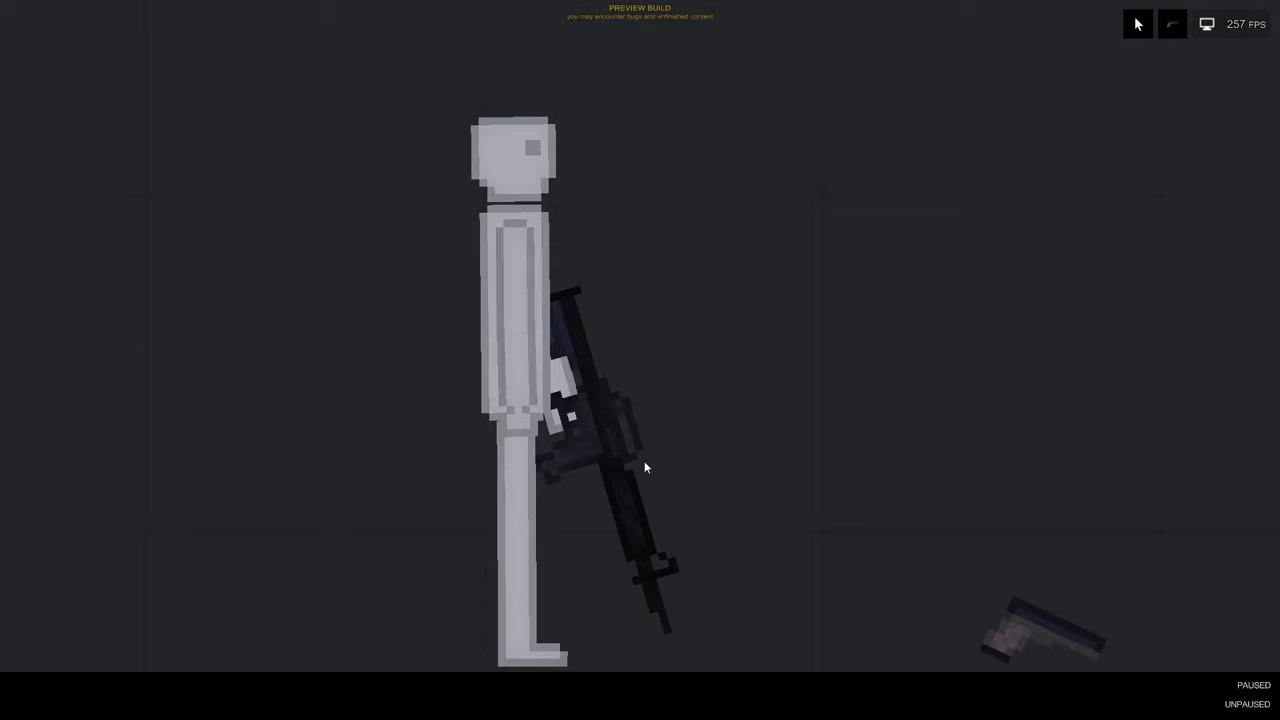 PREVIEW BUILD
you may encounter bugs and unfinished content
257 FPS
PAUSED
UNPAUSED